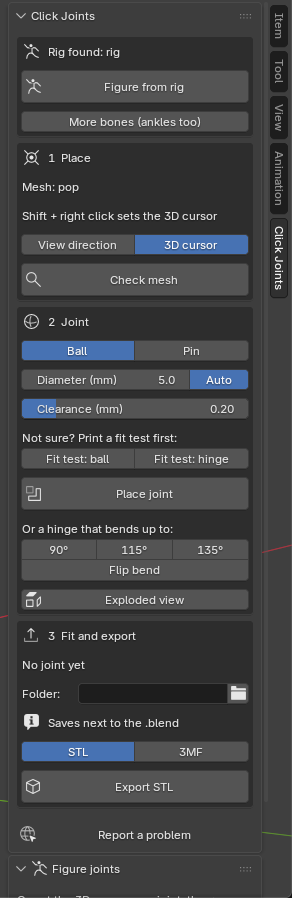 Click Joints
Rig found: rig
Figure from rig
More bones (ankles too)
1 Place
Mesh: pop
Shift + right click sets the 3D cursor
View direction
3D cursor
Check mesh
2 Joint
Ball
Pin
Diameter (mm) 5.0 Auto
Clearance (mm) 0.20
Not sure? Print a fit test first:
Fit test: ball
Fit test: hinge
Place joint
Or a hinge that bends up to:
90°
115°
135°
Flip bend
Exploded view
3 Fit and export
No joint yet
Folder:
Saves next to the .blend
STL
3MF
Export STL
Report a problem
Figure joints
Item
Tool
View
Animation
Click Joints